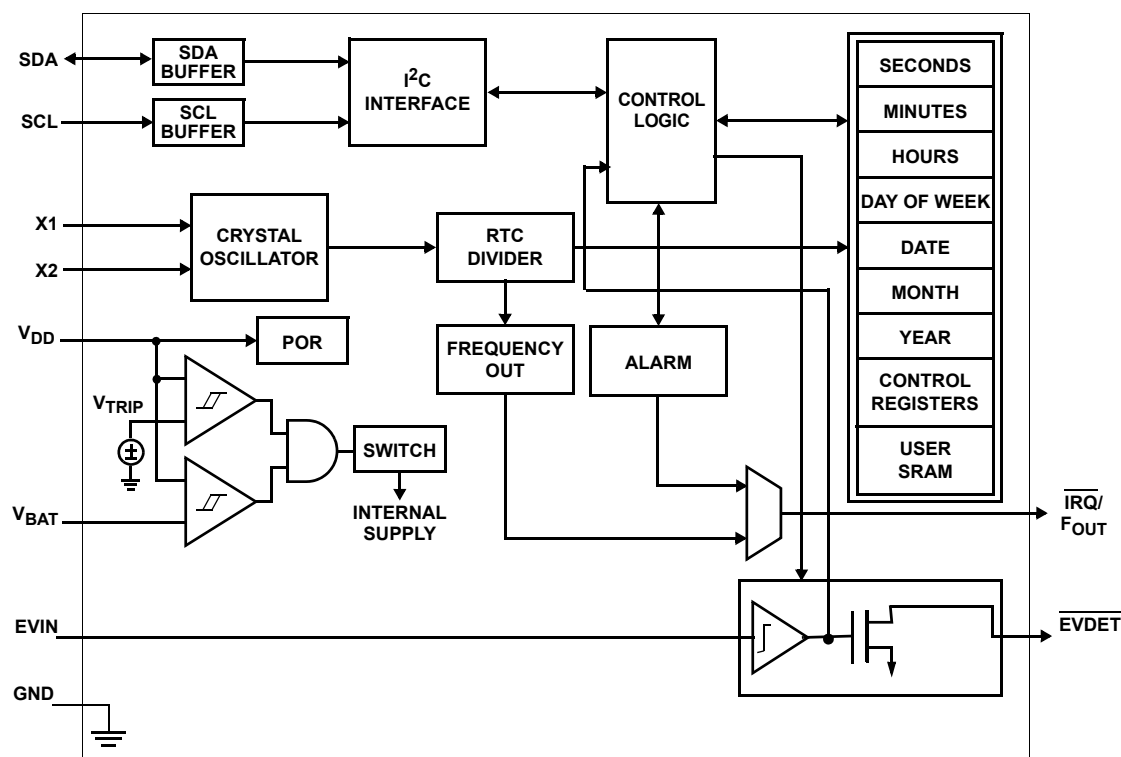 SDA
SDA
BUFFER
SCL
SCL
BUFFER
I²C
INTERFACE
CONTROL
LOGIC
SECONDS
MINUTES
HOURS
DAY OF WEEK
DATE
MONTH
YEAR
CONTROL
REGISTERS
USER
SRAM
X1
X2
CRYSTAL
OSCILLATOR
RTC
DIVIDER
FREQUENCY
OUT
ALARM
VDD
POR
VTRIP
±
SWITCH
INTERNAL
SUPPLY
VBAT
IRQ/
FOUT
EVIN
EVDET
GND